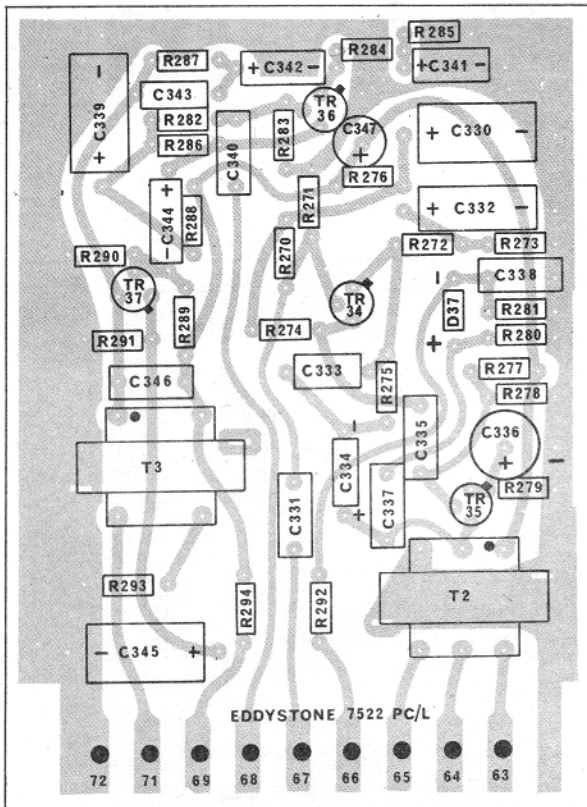 R285
R284
R287
+ C342 -
+ C341 -
C339
- +
C343
TR
36
R282
R283
C347
+
+ C330 -
R286
C340
R276
R271
C344
+ -
R288
+ C332 -
R270
R272
R273
R290
C338
-
TR
37
TR
34
D37
R281
R289
R274
+
R280
R291
C333
R275
R277
C346
R278
-
C335
C336
+ -
T3
C334
+
C337
R279
C331
TR
35
R293
R294
R292
T2
- C345 +
EDDYSTONE 7522 PC/L
72 71 69 68 67 66 65 64 63